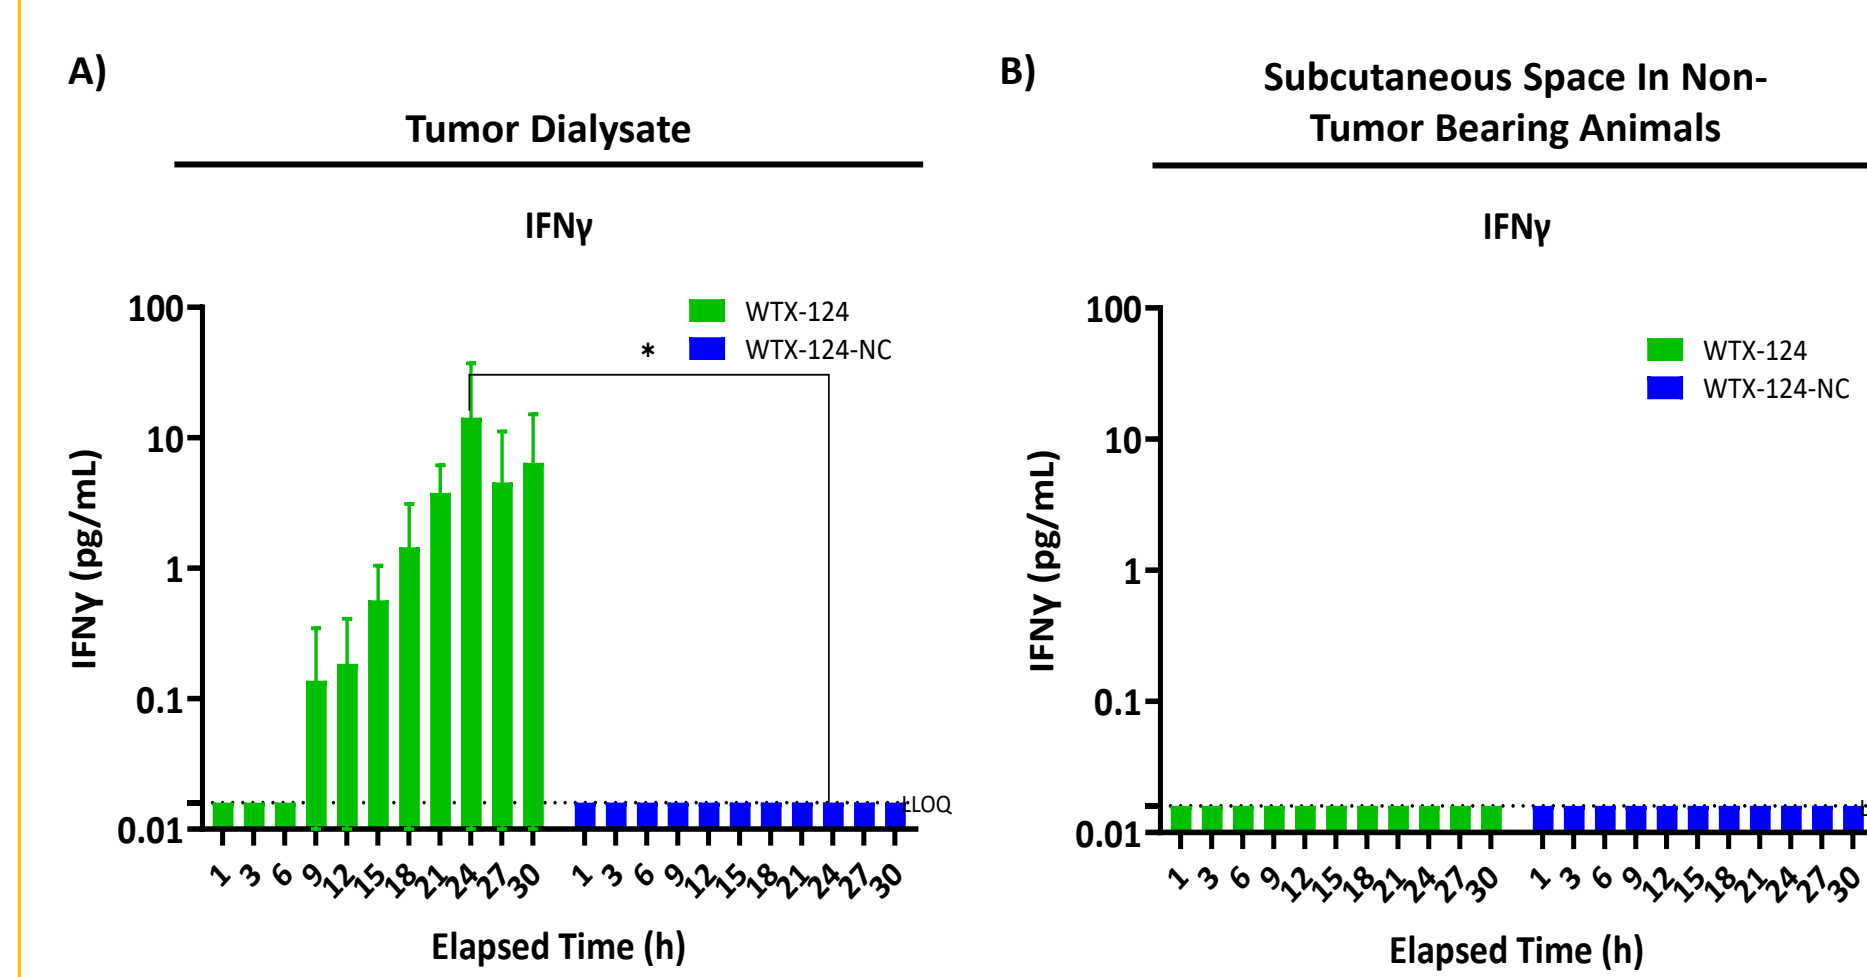 A)
Tumor Dialysate
IFNγ
100
10
1
0.1
0.01
IFNγ (pg/mL)
WTX-124
WTX-124-NC
*
LLOQ
1 3 6 9 12 15 18 21 24 27 30 1 3 6 9 12 15 18 21 24 27 30
Elapsed Time (h)
B)
Subcutaneous Space In Non-
Tumor Bearing Animals
IFNγ
100
10
1
0.1
0.01
IFNγ (pg/mL)
WTX-124
WTX-124-NC
1 3 6 9 12 15 18 21 24 27 30 1 3 6 9 12 15 18 21 24 27 30
Elapsed Time (h)